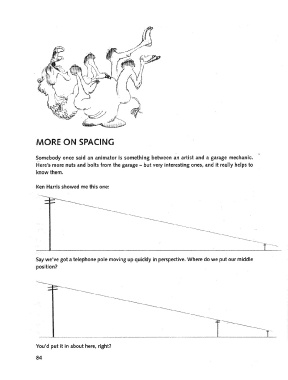 MORE ON SPACING
Somebody once said an animator is something between an artist and a garage mechanic.
Here's more nuts and bolts from the garage – but very interesting ones, and it really helps to
know them.
Ken Harris showed me this one:
Say we've got a telephone pole moving up quickly in perspective. Where do we put our middle
position?
You'd put it in about here, right?
84